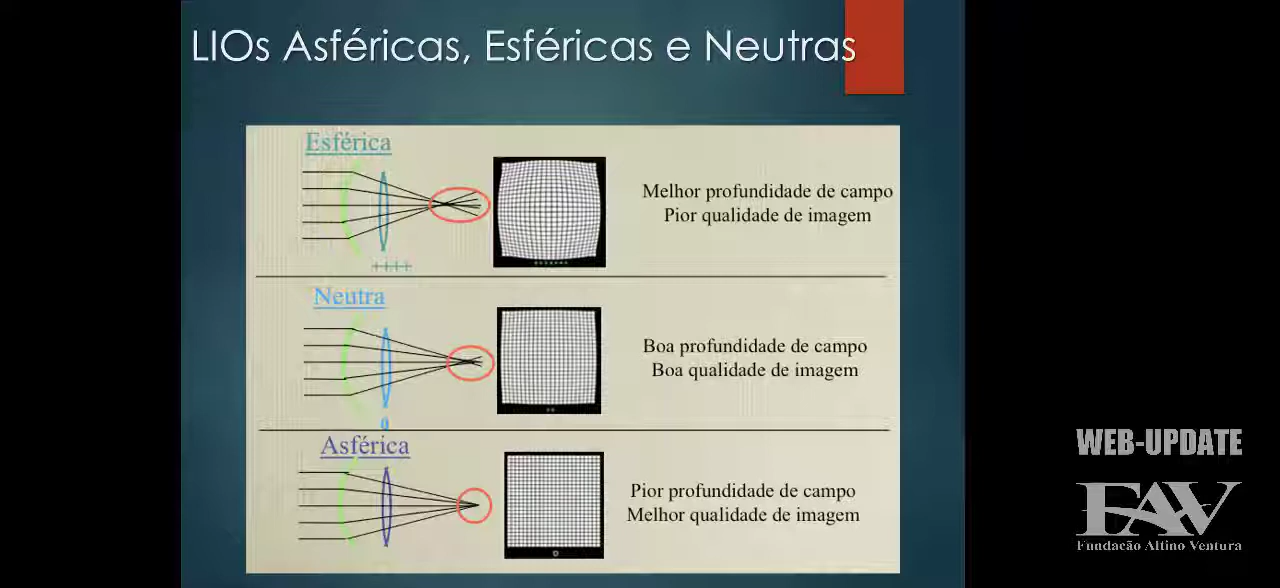 LIOs Asféricas, Esféricas e Neutras
Esférica
Melhor profundidade de campo
Pior qualidade de imagem
++++
Neutra
Boa profundidade de campo
Boa qualidade de imagem
0
Asférica
Pior profundidade de campo
Melhor qualidade de imagem
WEB-UPDATE
FAV
Fundação Altino Ventura